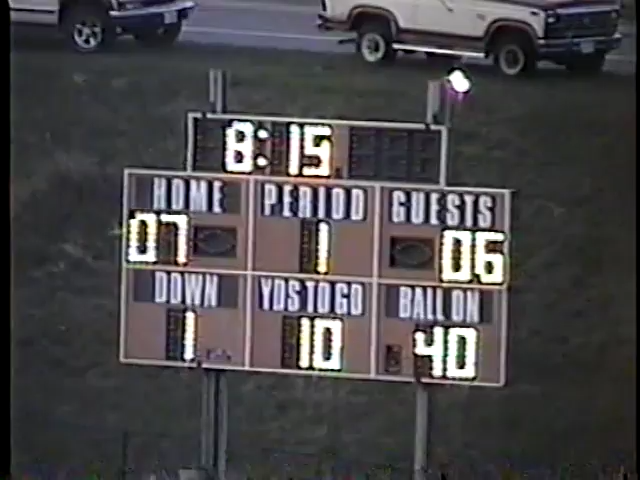 8:15
HOME PERIOD GUESTS
07 1 06
DOWN YDS TO GO BALL ON
1 10 40